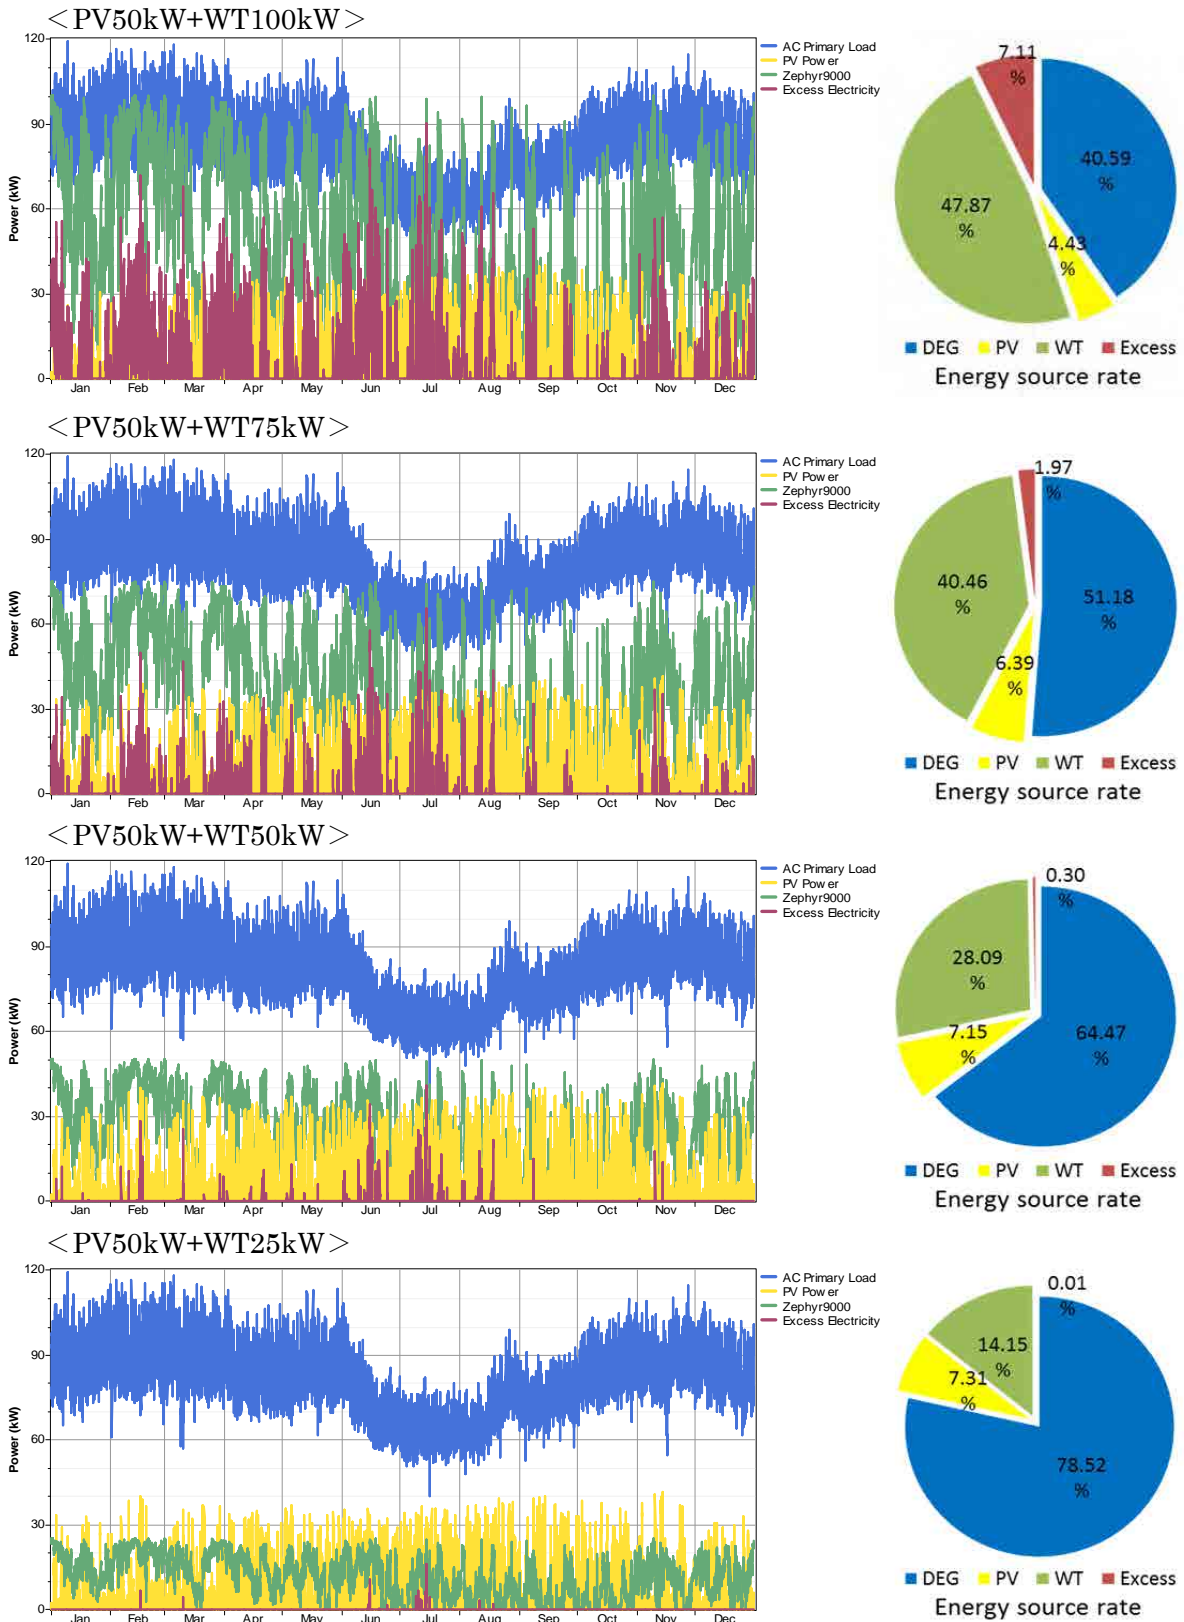 ＜PV50kW+WT100kW＞
120
90
60
30
0
Power (kW)
Jan Feb Mar Apr May Jun Jul Aug Sep Oct Nov Dec
AC Primary Load
PV Power
Zephyr9000
Excess Electricity
7.11
%
40.59
%
47.87
%
4.43
%
DEG PV WT Excess
Energy source rate
＜PV50kW+WT75kW＞
120
90
60
30
0
Power (kW)
Jan Feb Mar Apr May Jun Jul Aug Sep Oct Nov Dec
AC Primary Load
PV Power
Zephyr9000
Excess Electricity
1.97
%
40.46
%
51.18
%
6.39
%
DEG PV WT Excess
Energy source rate
＜PV50kW+WT50kW＞
120
90
60
30
0
Power (kW)
Jan Feb Mar Apr May Jun Jul Aug Sep Oct Nov Dec
AC Primary Load
PV Power
Zephyr9000
Excess Electricity
0.30
%
28.09
%
7.15
%
64.47
%
DEG PV WT Excess
Energy source rate
＜PV50kW+WT25kW＞
120
90
60
30
0
Power (kW)
Jan Feb Mar Apr May Jun Jul Aug Sep Oct Nov Dec
AC Primary Load
PV Power
Zephyr9000
Excess Electricity
0.01
%
14.15
%
7.31
%
78.52
%
DEG PV WT Excess
Energy source rate